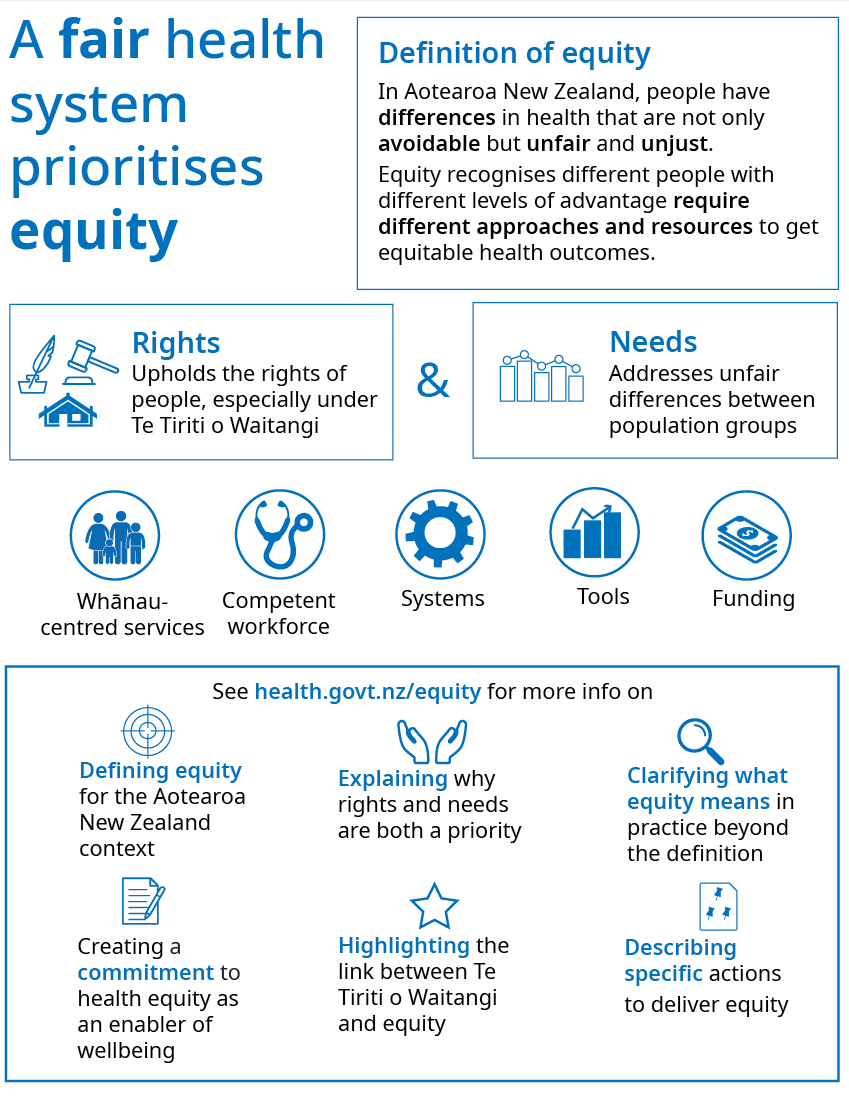 A fair health
system
prioritises
equity
Definition of equity
In Aotearoa New Zealand, people have
differences in health that are not only
avoidable but unfair and unjust.
Equity recognises different people with
different levels of advantage require
different approaches and resources to get
equitable health outcomes.
Rights
Upholds the rights of
people, especially under
Te Tiriti o Waitangi
&
Needs
Addresses unfair
differences between
population groups
Whānau-
centred services
Competent
workforce
Systems
Tools
$
Funding
See health.govt.nz/equity for more info on
Defining equity
for the Aotearoa
New Zealand
context
Explaining why
rights and needs
are both a priority
Clarifying what
equity means in
practice beyond
the definition
Creating a
commitment to
health equity as
an enabler of
wellbeing
Highlighting the
link between Te
Tiriti o Waitangi
and equity
Describing
specific actions
to deliver equity